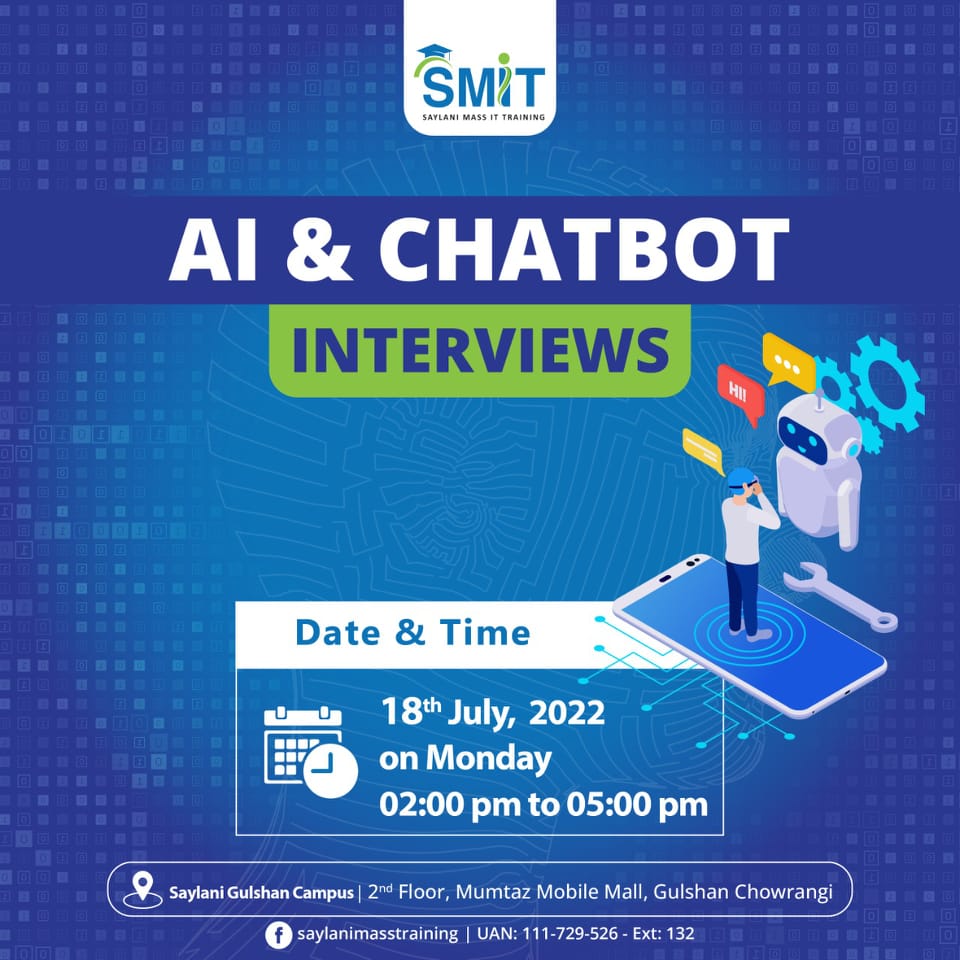 SMIT
SAYLANI MASS IT TRAINING
AI & CHATBOT
INTERVIEWS
HI!
Date & Time
18th July, 2022
on Monday
02:00 pm to 05:00 pm
Saylani Gulshan Campus | 2nd Floor, Mumtaz Mobile Mall, Gulshan Chowrangi
saylanimasstraining | UAN: 111-729-526 - Ext: 132